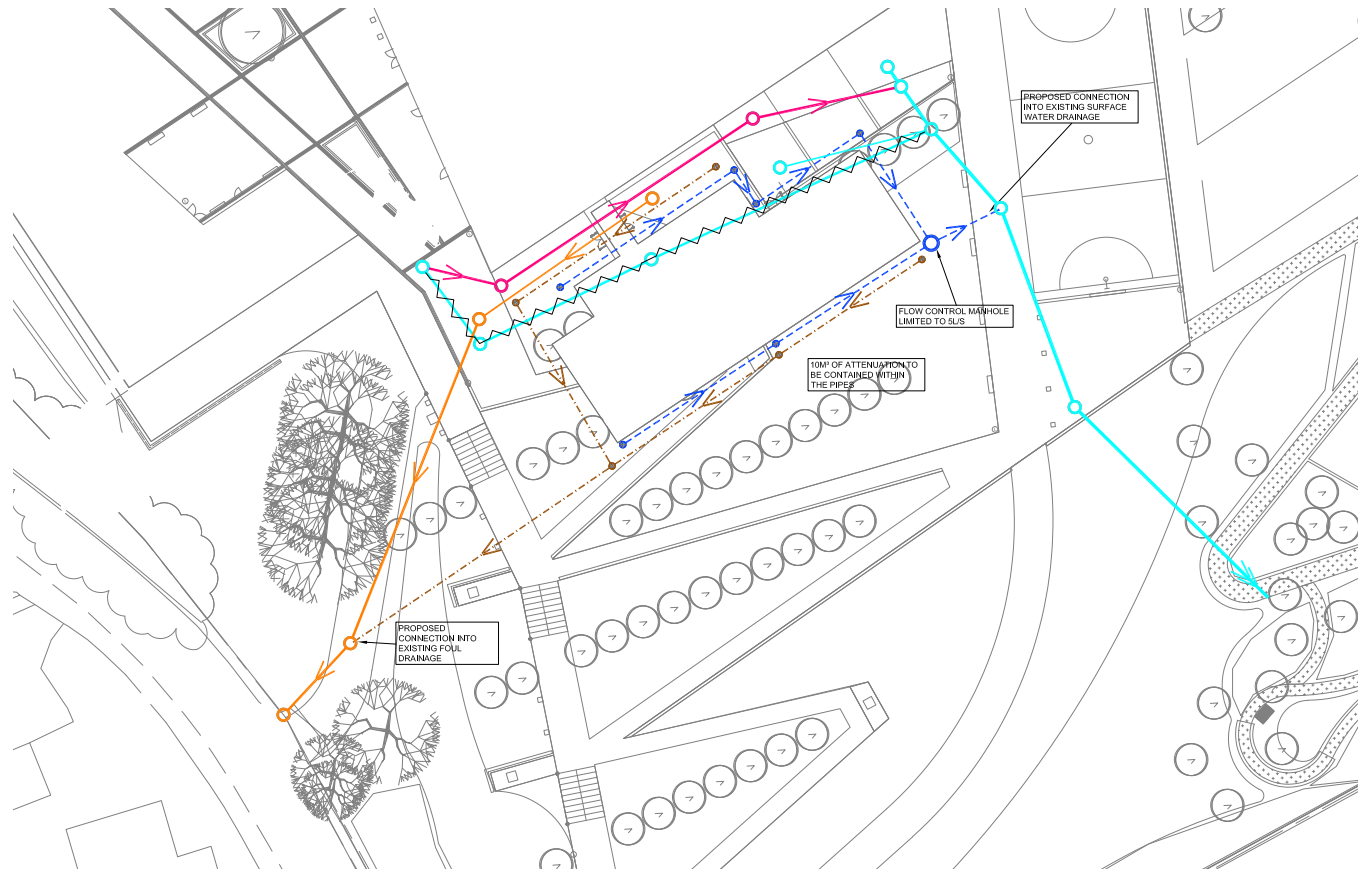 PROPOSED CONNECTION
INTO EXISTING SURFACE
WATER DRAINAGE
FLOW CONTROL MANHOLE
LIMITED TO 5L/S
10M³ OF ATTENUATION TO
BE CONTAINED WITHIN
THE PIPES
PROPOSED
CONNECTION INTO
EXISTING FOUL
DRAINAGE